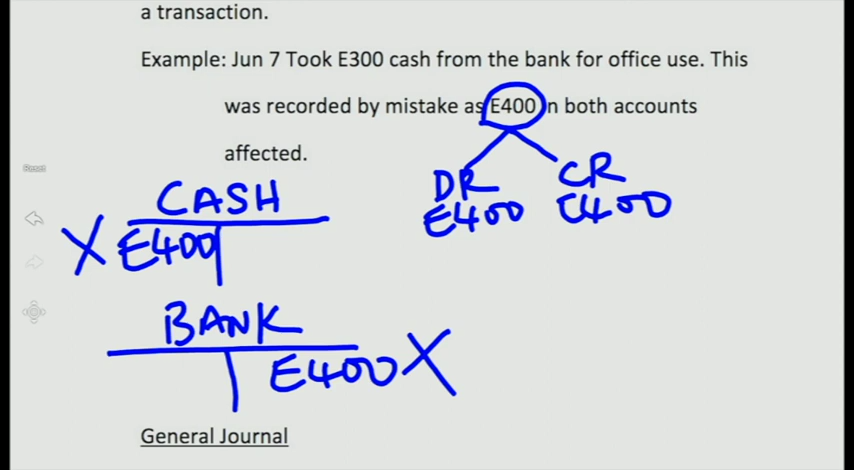 a transaction.
Example: Jun 7 Took E300 cash from the bank for office use. This
was recorded by mistake as E400 in both accounts
affected.
Reset
DR CR
E400 E400
CASH
X E400
BANK
E400 X
General Journal